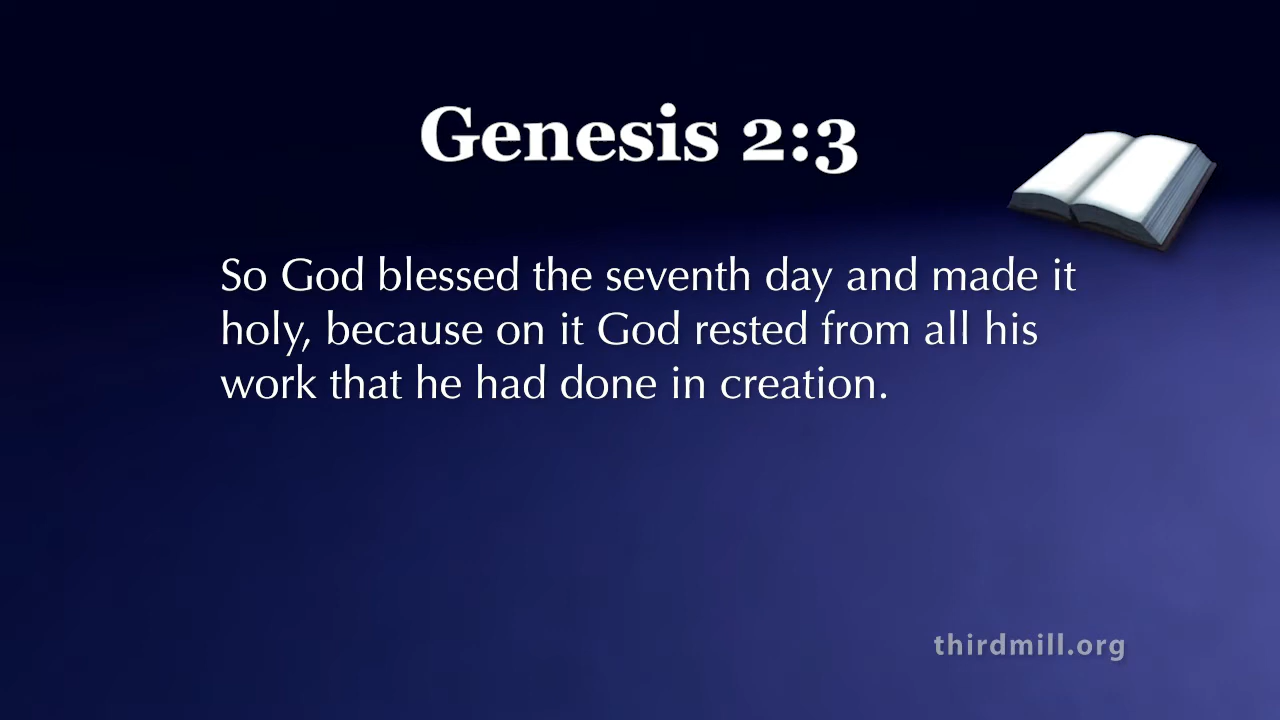 Genesis 2:3
So God blessed the seventh day and made it
holy, because on it God rested from all his
work that he had done in creation.
thirdmill.org